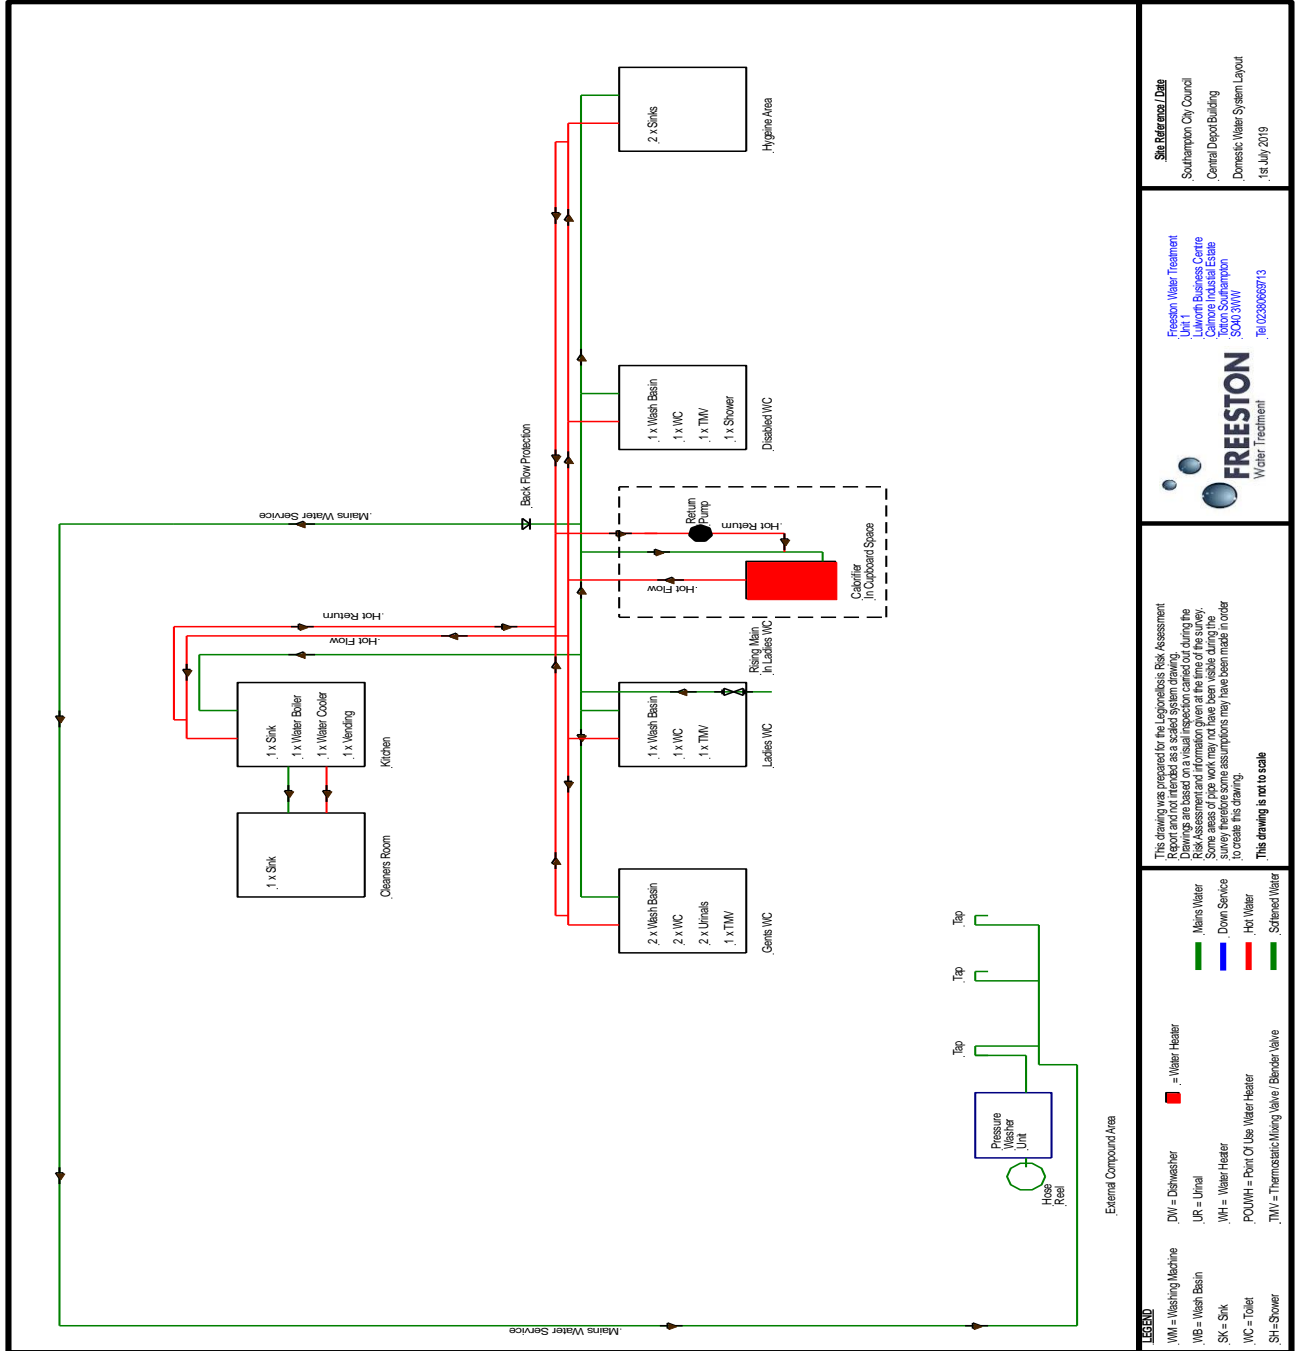 Hygeine Area
2 x Sinks
Disabled WC
1 x Wash Basin
1 x WC
1 x TMV
1 x Shower
Back Flow Protection
Mains Water Service
Return
Pump
Hot Return
Hot Flow
Calorifier
In Cupboard Space
Rising Main
In Ladies WC
Hot Return
Hot Flow
1 x Sink
1 x Water Boiler
1 x Water Cooler
1 x Vending
Kitchen
1 x Sink
Cleaners Room
1 x Wash Basin
1 x WC
1 x TMV
Ladies WC
2 x Wash Basin
2 x WC
2 x Urinals
1 x TMV
Gents WC
Tap
Tap
Tap
Pressure
Washer
Unit
Hose
Reel
External Compound Area
Mains Water Service
LEGEND
WM = Washing Machine
WB = Wash Basin
SK = Sink
WC = Toilet
SH = Shower
DW = Dishwasher
UR = Urinal
WH = Water Heater
POUWH = Point Of Use Water Heater
TMV = Thermostatic Mixing Valve / Blender Valve
= Water Heater
Mains Water
Down Service
Hot Water
Softened Water
This drawing was prepared for the Legionellosis Risk Assessment
Report and not intended as a scaled system drawing.
Drawings are based on a visual inspection carried out during the
Risk Assessment and information given at the time of the survey.
Some areas of pipe work may not have been visible during the
survey therefore some assumptions may have been made in order
to create this drawing.
This drawing is not to scale
FREESTON
Water Treatment
Freeston Water Treatment
Unit 1
Lulworth Business Centre
Calmore Industial Estate
Totton Southampton
SO40 3WW
Tel 02380669713
Site Reference / Date
Southampton City Council
Central Depot Building
Domestic Water System Layout
1st July 2019